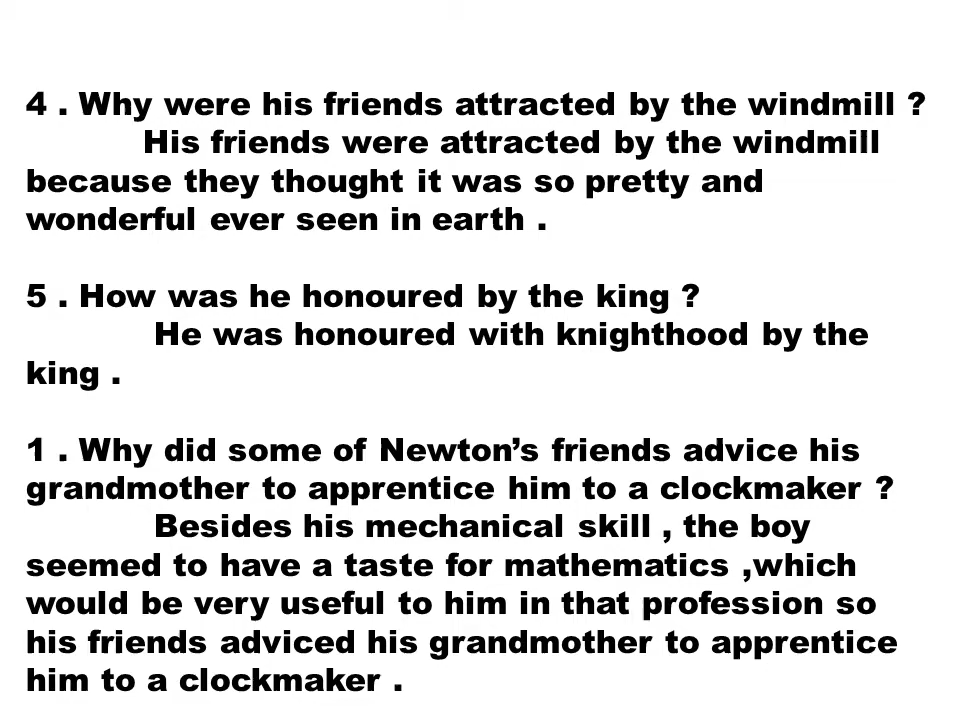 4 . Why were his friends attracted by the windmill ?
His friends were attracted by the windmill
because they thought it was so pretty and
wonderful ever seen in earth .
5 . How was he honoured by the king ?
He was honoured with knighthood by the
king .
1 . Why did some of Newton’s friends advice his
grandmother to apprentice him to a clockmaker ?
Besides his mechanical skill , the boy
seemed to have a taste for mathematics ,which
would be very useful to him in that profession so
his friends adviced his grandmother to apprentice
him to a clockmaker .